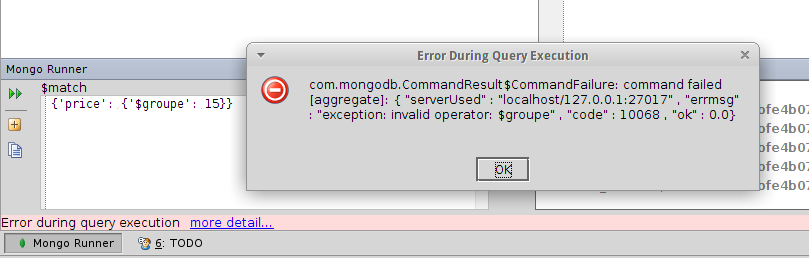 Error During Query Execution
com.mongodb.CommandResult$CommandFailure: command failed
[aggregate]: { "serverUsed" : "localhost/127.0.0.1:27017" , "errmsg"
: "exception: invalid operator: $groupe" , "code" : 10068 , "ok" : 0.0}
OK
Mongo Runner
$match
{'price': {'$groupe': 15}}
ofe4b07
ofe4b07
ofe4b07
ofe4b07
ofe4b07
Error during query execution more detail...
Mongo Runner 6: TODO